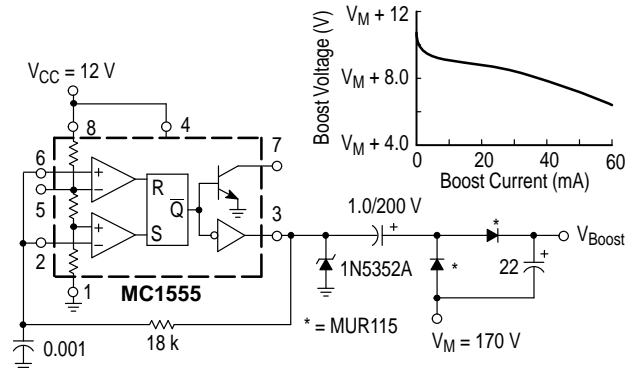 V_CC = 12 V
8
4
6
5
2
1
7
3
+
–
+
–
R
S
Q̅
MC1555
0.001
18 k
1.0/200 V
+
1N5352A
*
*
* = MUR115
22
+
V_Boost
V_M = 170 V
Boost Voltage (V)
V_M + 12
V_M + 8.0
V_M + 4.0
0
20
40
60
Boost Current (mA)